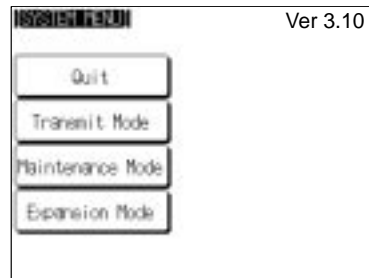 SYSTEM MENU Ver 3.10
Quit
Transmit Mode
Maintenance Mode
Expansion Mode